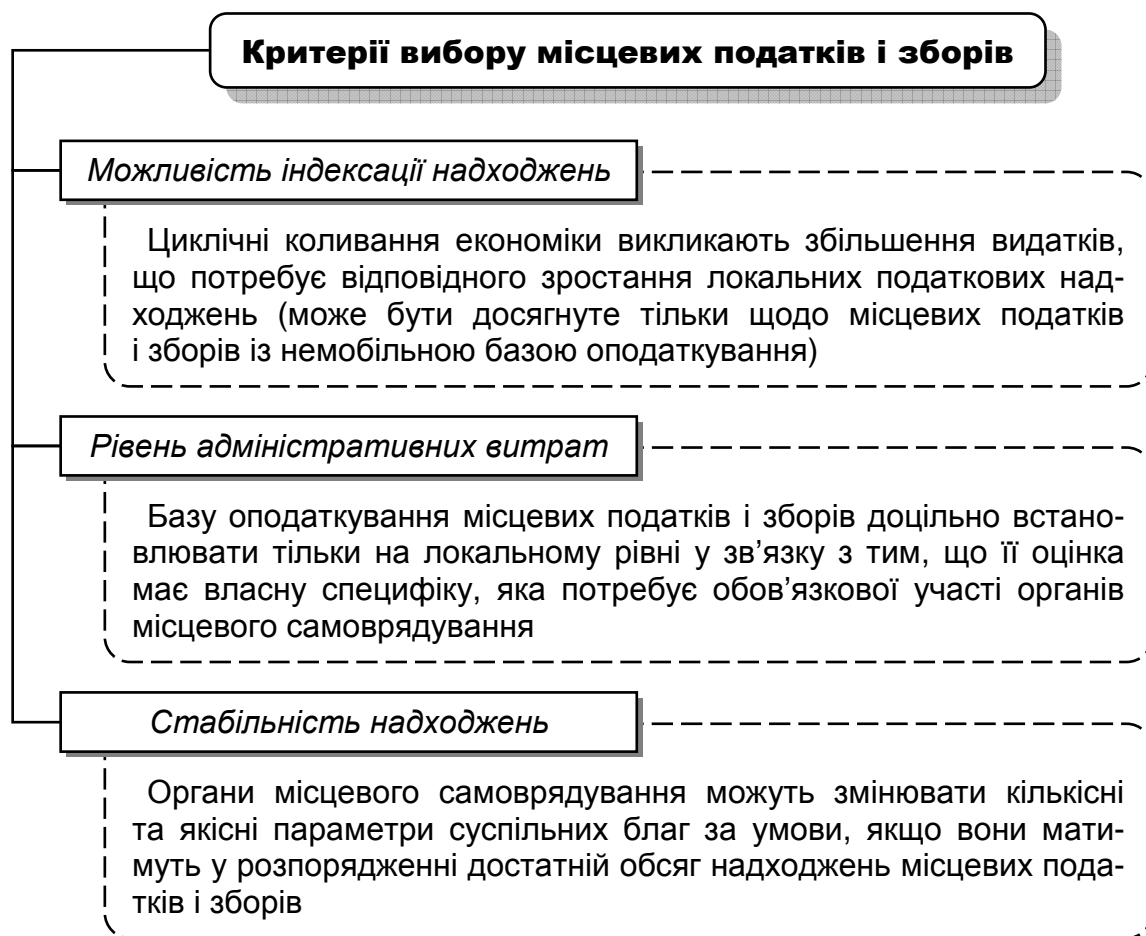 Критерії вибору місцевих податків і зборів
Можливість індексації надходжень
Циклічні коливання економіки викликають збільшення видатків,
що потребує відповідного зростання локальних податкових над-
ходжень (може бути досягнуте тільки щодо місцевих податків
і зборів із немобільною базою оподаткування)
Рівень адміністративних витрат
Базу оподаткування місцевих податків і зборів доцільно встано-
влювати тільки на локальному рівні у зв’язку з тим, що її оцінка
має власну специфіку, яка потребує обов’язкової участі органів
місцевого самоврядування
Стабільність надходжень
Органи місцевого самоврядування можуть змінювати кількісні
та якісні параметри суспільних благ за умови, якщо вони мати-
муть у розпорядженні достатній обсяг надходжень місцевих пода-
тків і зборів